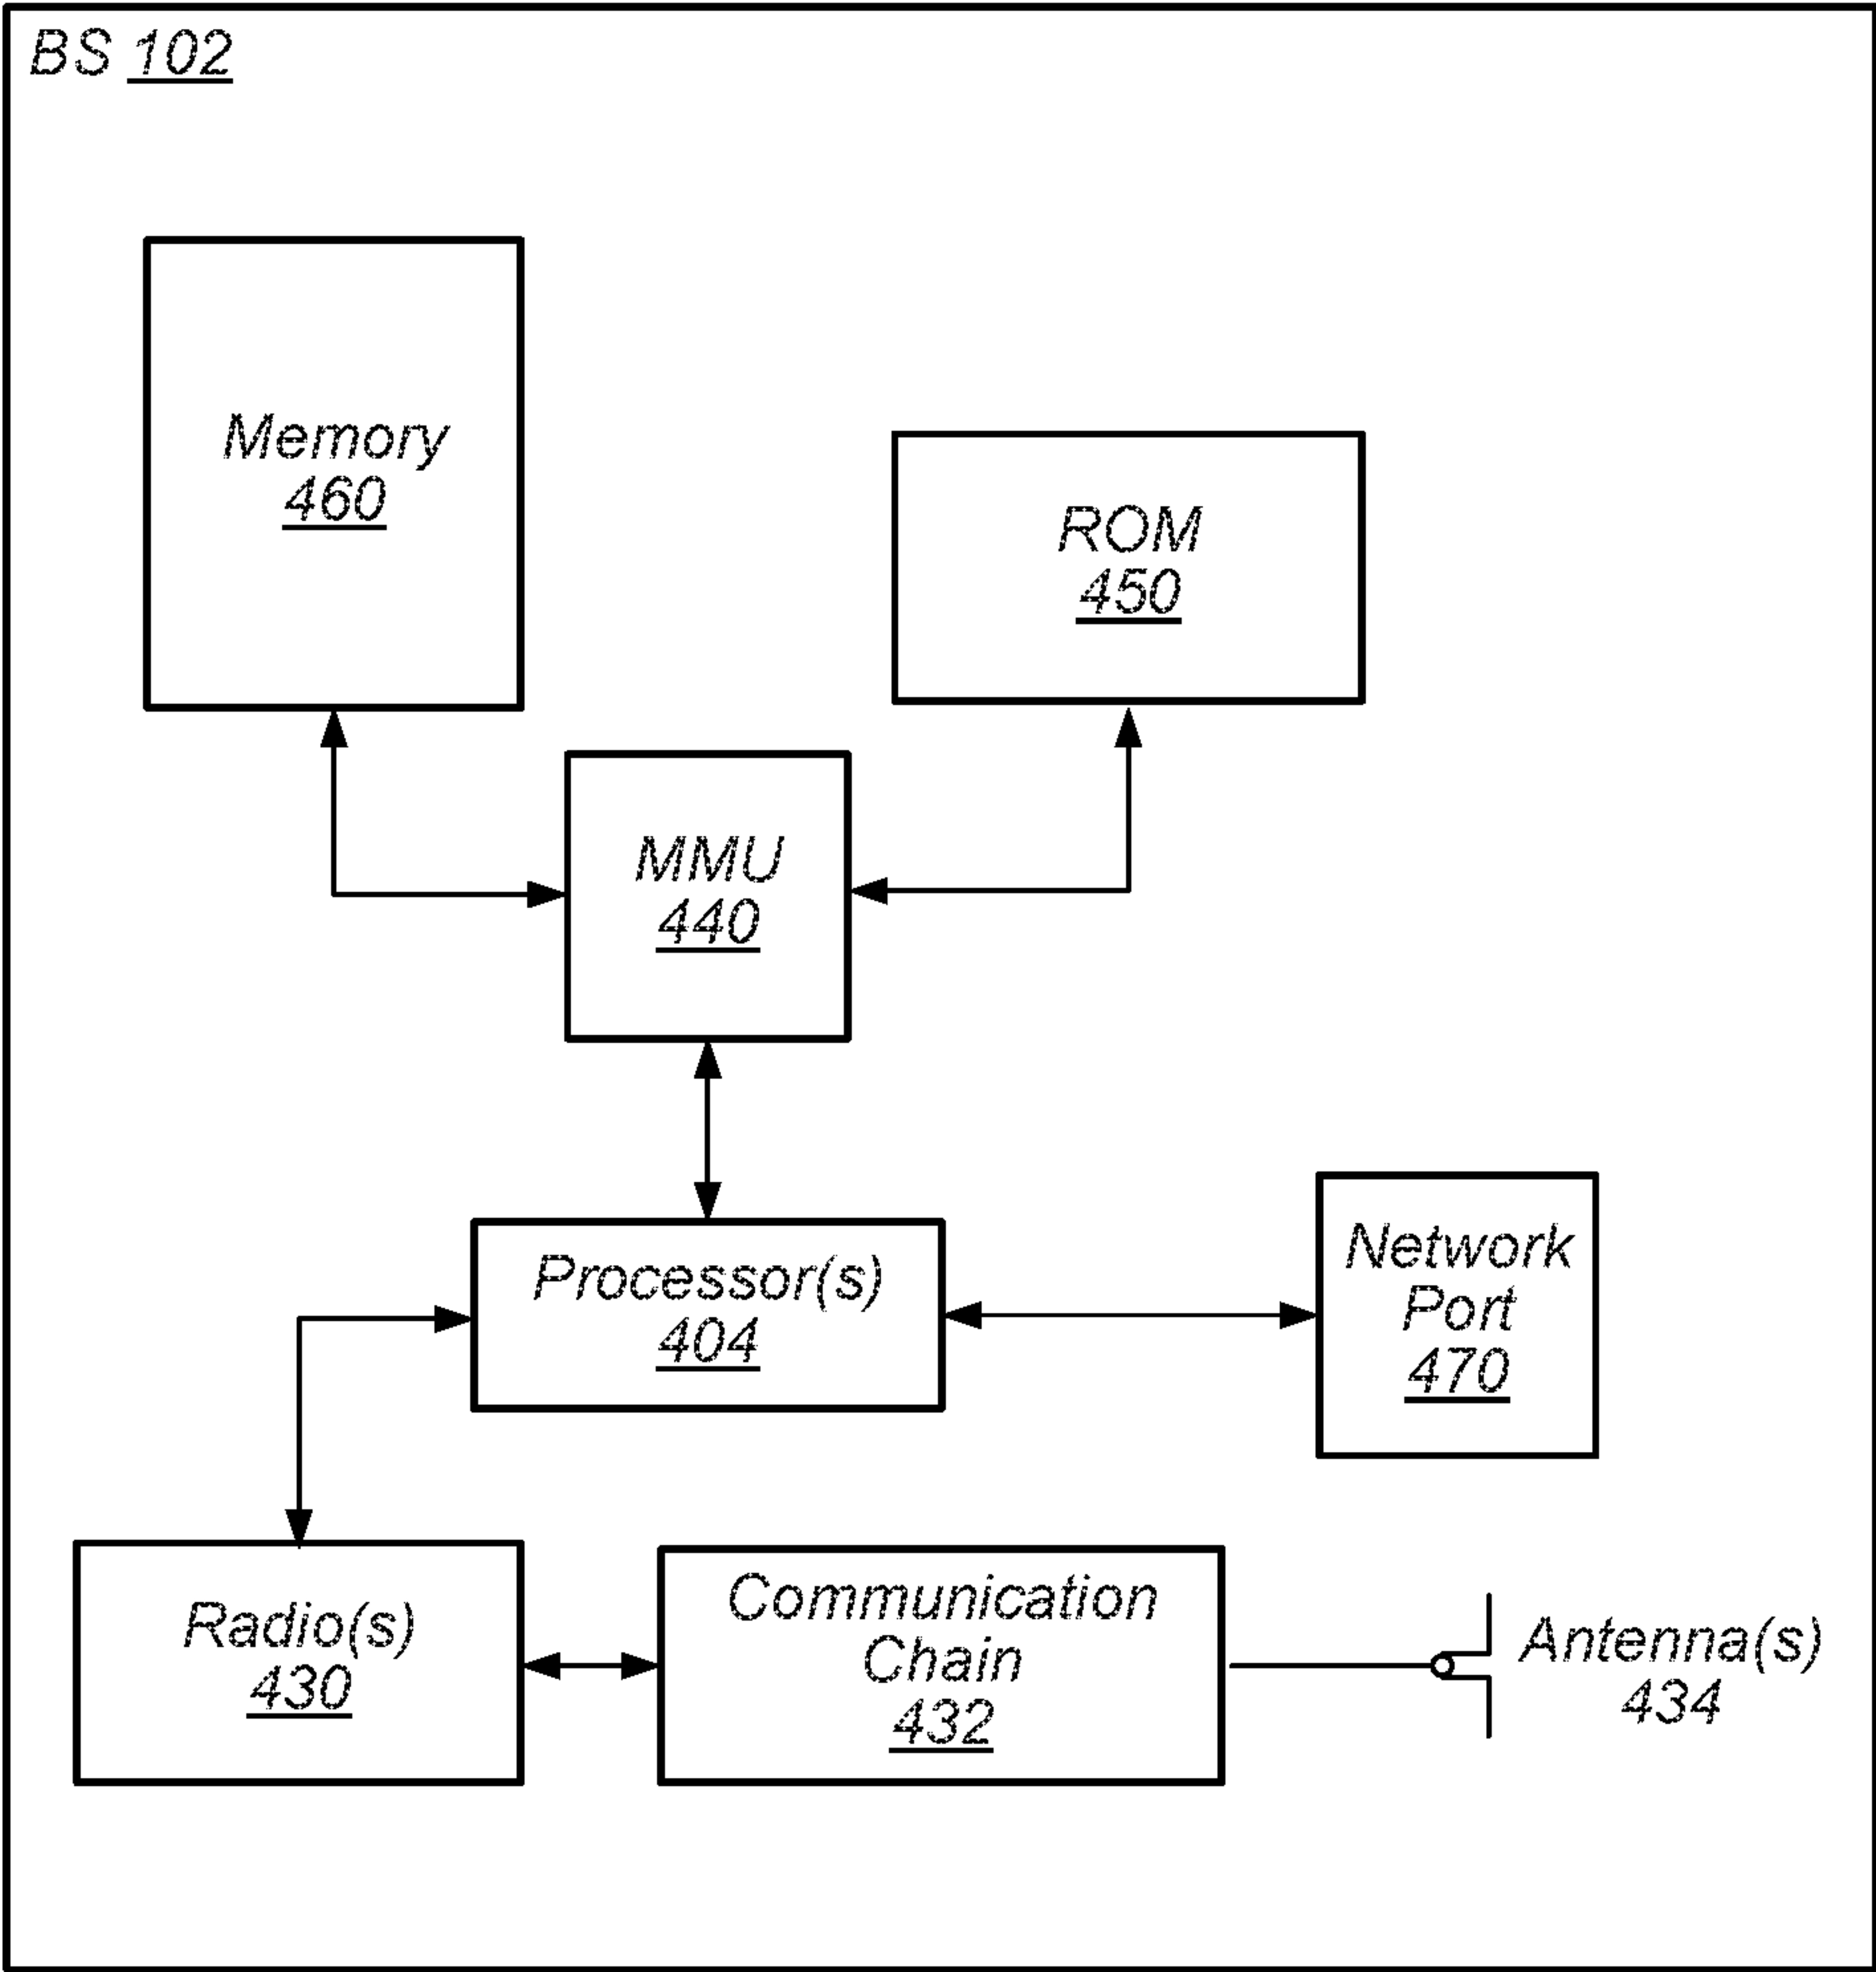 BS 102
Memory
460
ROM
450
MMU
440
Processor(s)
404
Network
Port
470
Radio(s)
430
Communication
Chain
432
Antenna(s)
434